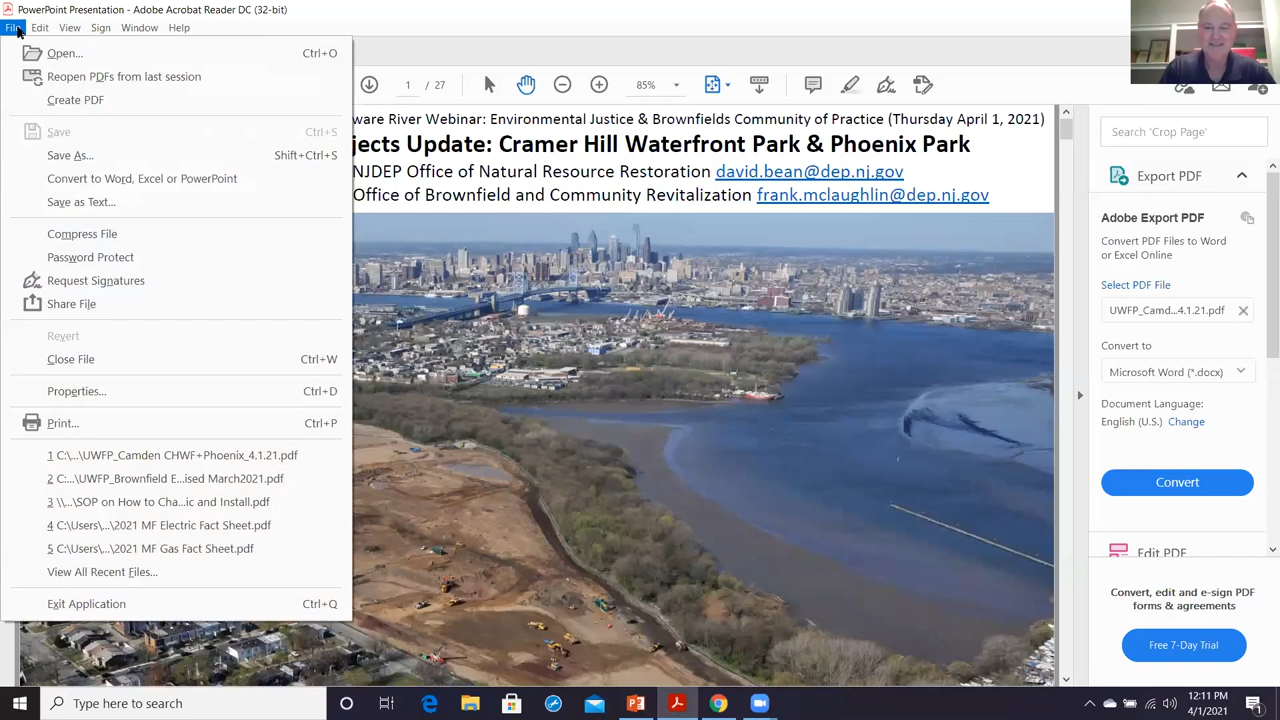 PowerPoint Presentation - Adobe Acrobat Reader DC (32-bit)
File Edit View Sign Window Help
Open... Ctrl+O
Reopen PDFs from last session
Create PDF
Save Ctrl+S
Save As... Shift+Ctrl+S
Convert to Word, Excel or PowerPoint
Save as Text...
Compress File
Password Protect
Request Signatures
Share File
Revert
Close File Ctrl+W
Properties... Ctrl+D
Print... Ctrl+P
1 C:\...\UWFP_Camden CHWF+Phoenix_4.1.21.pdf
2 C:...\UWFP_Brownfield E...ised March2021.pdf
3 \\...\SOP on How to Cha...ic and Install.pdf
4 C:\Users\...\2021 MF Electric Fact Sheet.pdf
5 C:\Users\...\2021 MF Gas Fact Sheet.pdf
View All Recent Files...
Exit Application Ctrl+Q
1 / 27 85%
ware River Webinar: Environmental Justice & Brownfields Community of Practice (Thursday April 1, 2021)
jects Update: Cramer Hill Waterfront Park & Phoenix Park
NJDEP Office of Natural Resource Restoration david.bean@dep.nj.gov
Office of Brownfield and Community Revitalization frank.mclaughlin@dep.nj.gov
Search 'Crop Page'
Export PDF
Adobe Export PDF
Convert PDF Files to Word
or Excel Online
Select PDF File
UWFP_Camd...4.1.21.pdf
Convert to
Microsoft Word (*.docx)
Document Language:
English (U.S.) Change
Convert
Edit PDF
Convert, edit and e-sign PDF
forms & agreements
Free 7-Day Trial
Type here to search
12:11 PM
4/1/2021